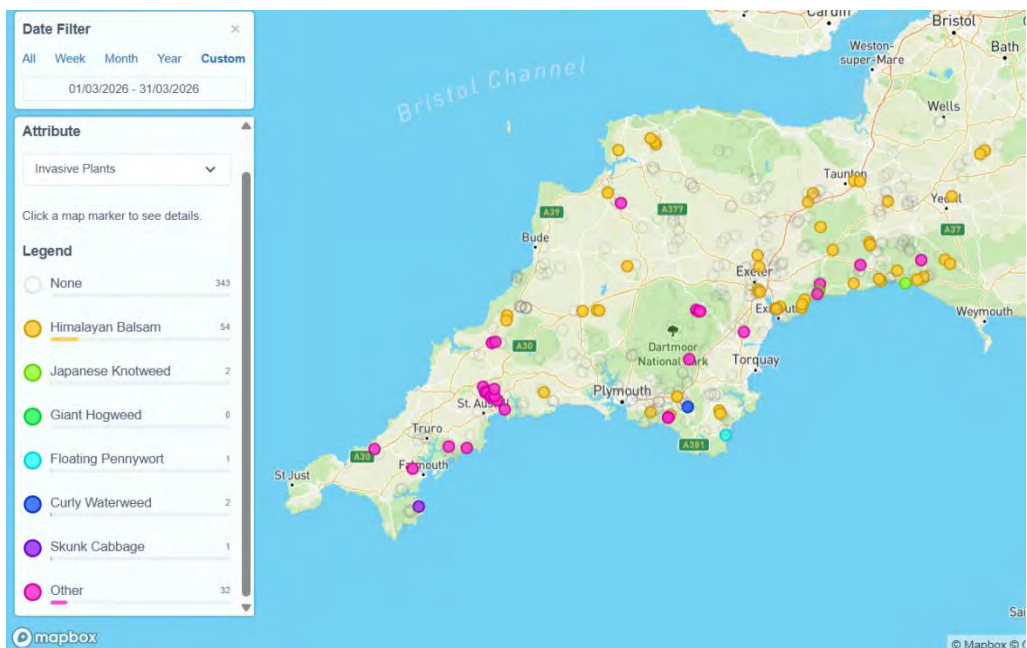 Date Filter
×
All Week Month Year Custom
01/03/2026 - 31/03/2026
Attribute
Invasive Plants
Click a map marker to see details.
Legend
None 343
Himalayan Balsam 54
Japanese Knotweed 2
Giant Hogweed 0
Floating Pennywort 1
Curly Waterweed 2
Skunk Cabbage 1
Other 32
mapbox
Cardiff
Bristol
Weston-
super-Mare
Bath
Bristol Channel
Wells
Taunton
A39
A377
Yeovil
A37
Bude
Exeter
Exmouth
Weymouth
A30
Dartmoor
National Park
Torquay
Plymouth
St. Austell
Truro
A381
A30
Falmouth
St Just
Sai
© Mapbox © O